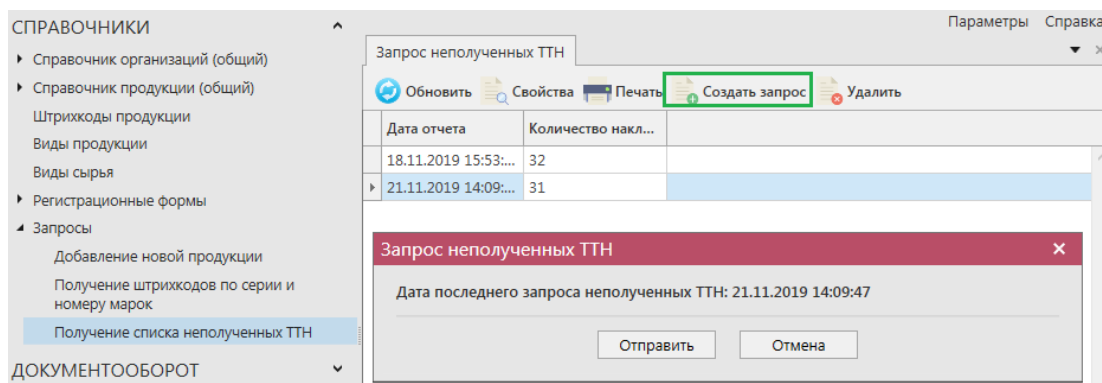 СПРАВОЧНИКИ
Справочник организаций (общий)
Справочник продукции (общий)
Штрихкоды продукции
Виды продукции
Виды сырья
Регистрационные формы
Запросы
Добавление новой продукции
Получение штрихкодов по серии и
номеру марок
Получение списка неполученных ТТН
ДОКУМЕНТООБОРОТ
Параметры Справка
Запрос неполученных ТТН
Обновить Свойства Печать Создать запрос Удалить
Дата отчета Количество накл...
18.11.2019 15:53:... 32
21.11.2019 14:09:... 31
Запрос неполученных ТТН
Дата последнего запроса неполученных ТТН: 21.11.2019 14:09:47
Отправить Отмена